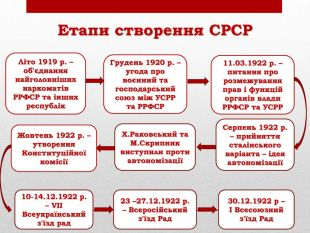 Етапи створення СРСР
Літо 1919 р. –
об'єднання
найголовніших
наркоматів
РРФСР та інших
республік
Грудень 1920 р. –
угода про
воєнний та
господарський
союз між УСРР
та РРФСР
11.03.1922 р. –
питання про
розмежування
прав і функцій
органів влади
РРФСР та УСРР
Серпень 1922 р.
– прийняття
сталінського
варіанта – ідея
автономізації
Х.Раковський та
М.Скрипник
виступили проти
автономізації
Жовтень 1922 р. –
утворення
Конституційної
комісії
10-14.12.1922 р.
– VII
Всеукраїнський
з'їзд рад
23 –27.12.1922 р.
– Всеросійський
з'їзд Рад
30.12.1922 р –
І Всесоюзний
з'їзд Рад